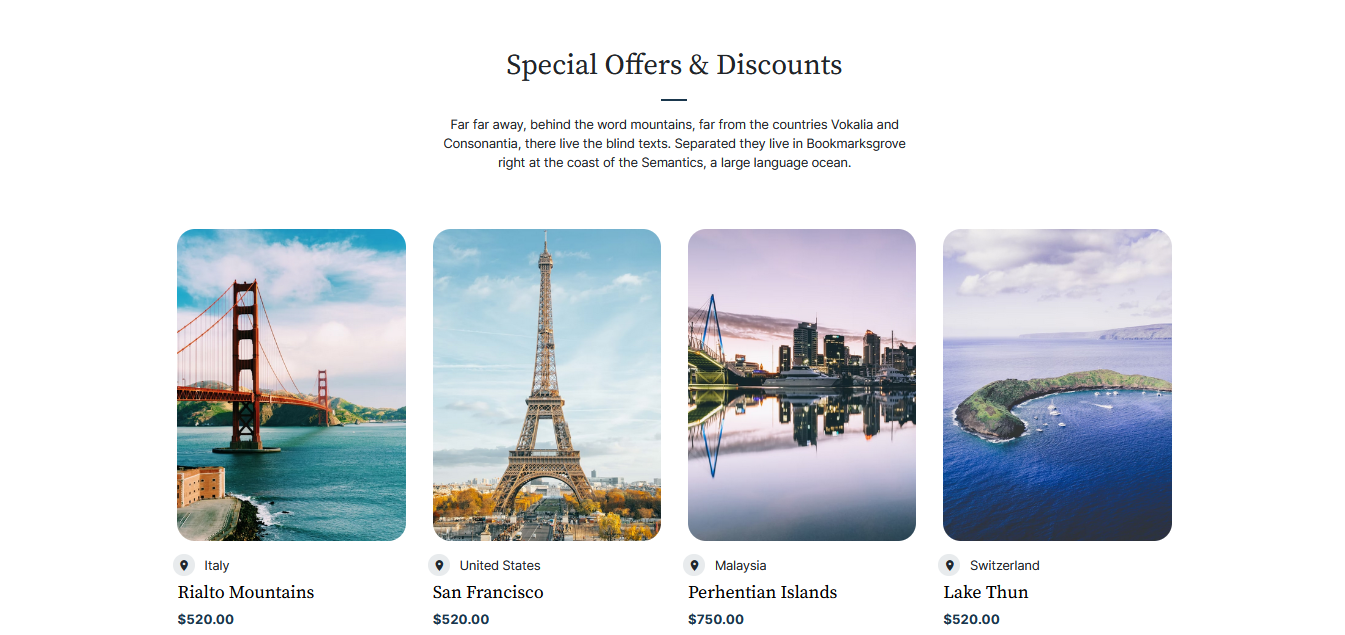 Special Offers & Discounts
Far far away, behind the word mountains, far from the countries Vokalia and
Consonantia, there live the blind texts. Separated they live in Bookmarksgrove
right at the coast of the Semantics, a large language ocean.
Italy
Rialto Mountains
$520.00
United States
San Francisco
$520.00
Malaysia
Perhentian Islands
$750.00
Switzerland
Lake Thun
$520.00